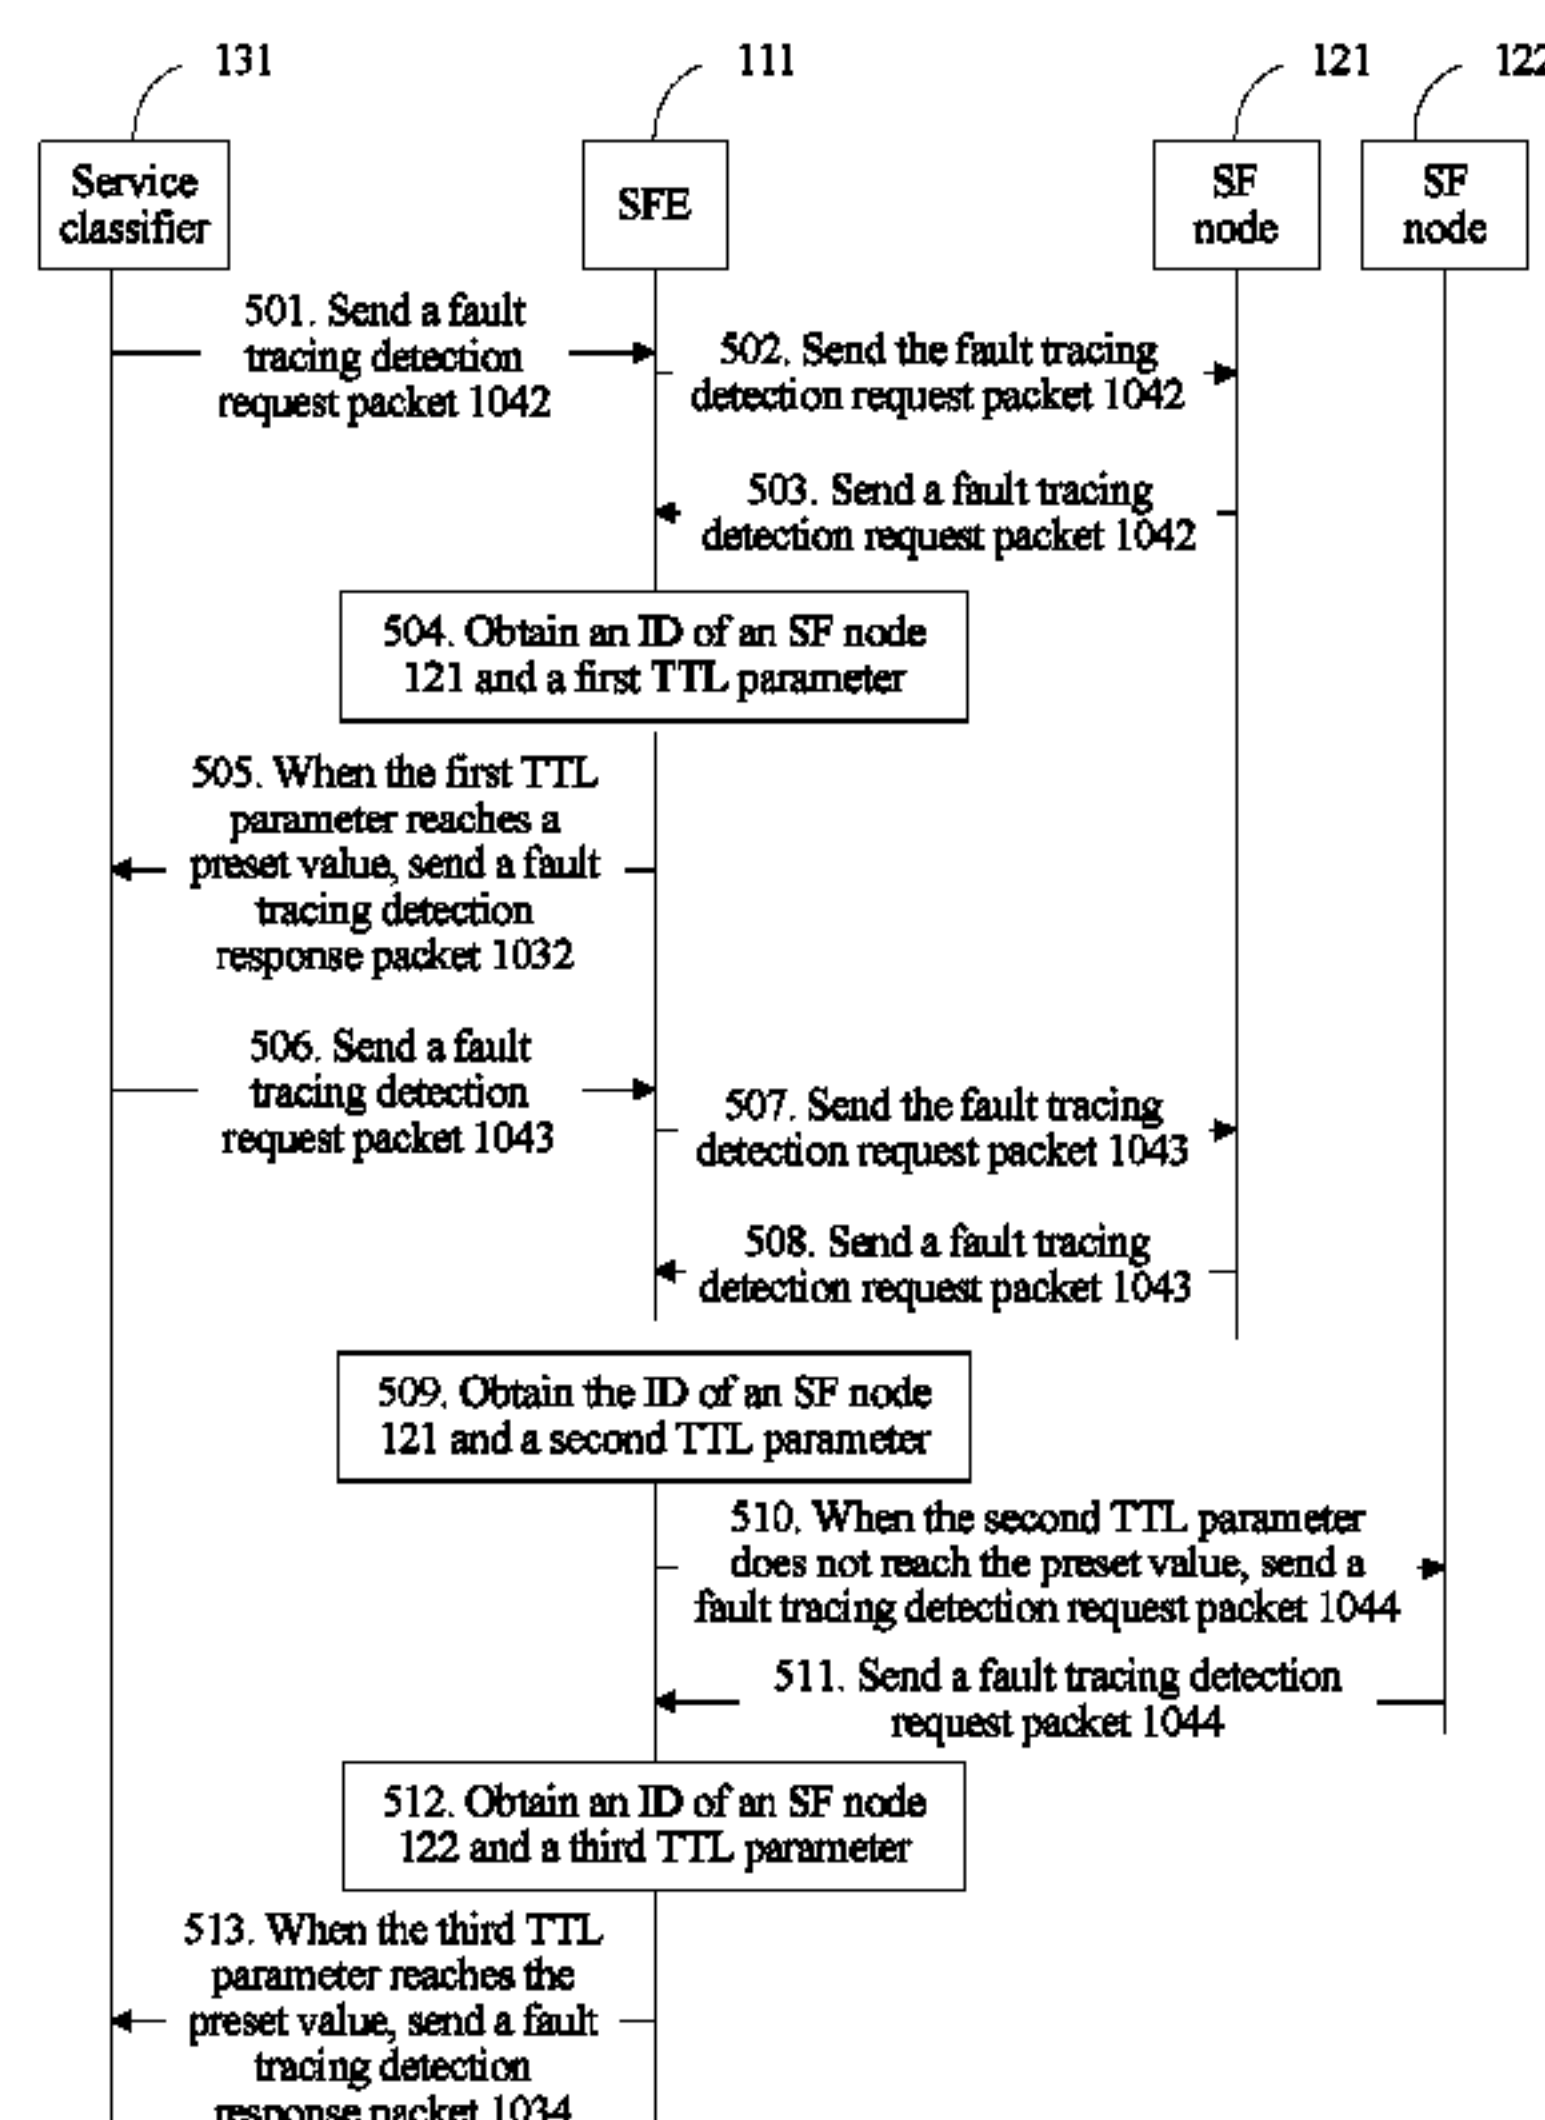 131
111
121
122
Service
classifier
SFE
SF
node
SF
node
501. Send a fault
tracing detection
request packet 1042
502. Send the fault tracing
detection request packet 1042
503. Send a fault tracing
detection request packet 1042
504. Obtain an ID of an SF node
121 and a first TTL parameter
505. When the first TTL
parameter reaches a
preset value, send a fault
tracing detection
response packet 1032
506. Send a fault
tracing detection
request packet 1043
507. Send the fault tracing
detection request packet 1043
508. Send a fault tracing
detection request packet 1043
509. Obtain the ID of an SF node
121 and a second TTL parameter
510. When the second TTL parameter
does not reach the preset value, send a
fault tracing detection request packet 1044
511. Send a fault tracing detection
request packet 1044
512. Obtain an ID of an SF node
122 and a third TTL parameter
513. When the third TTL
parameter reaches the
preset value, send a fault
tracing detection
response packet 1034